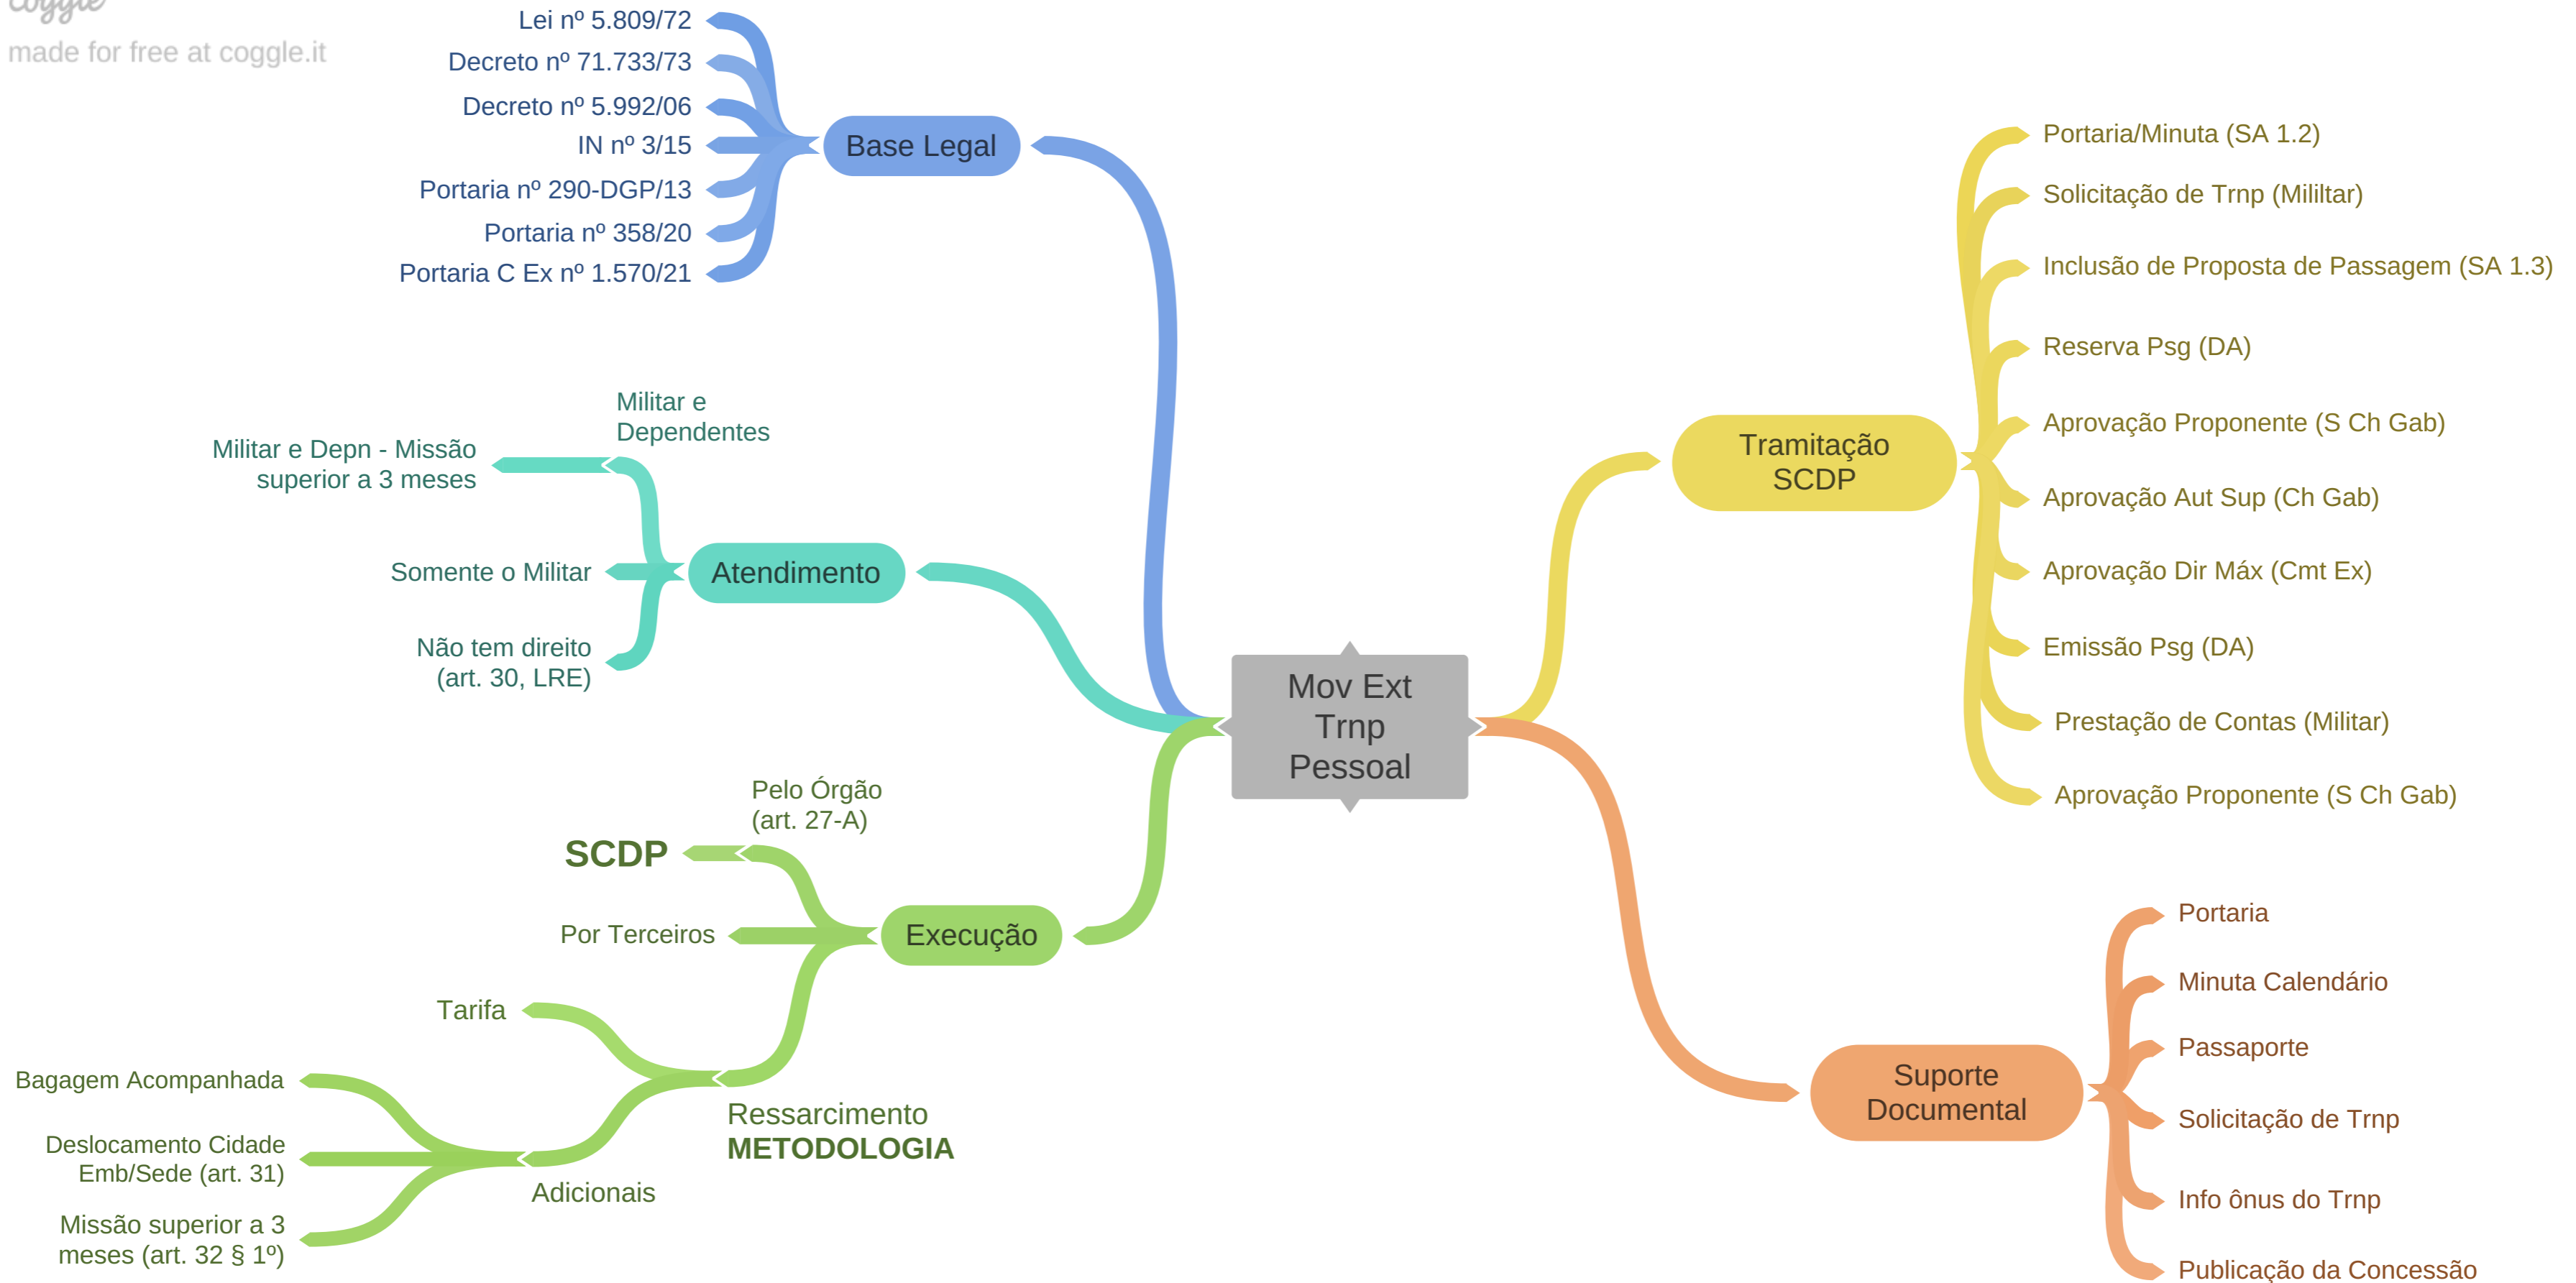 coggle
made for free at coggle.it
Lei nº 5.809/72
Decreto nº 71.733/73
Decreto nº 5.992/06
IN nº 3/15
Portaria nº 290-DGP/13
Portaria nº 358/20
Portaria C Ex nº 1.570/21
Base Legal
Militar e
Dependentes
Militar e Depn - Missão
superior a 3 meses
Somente o Militar
Não tem direito
(art. 30, LRE)
Atendimento
Pelo Órgão
(art. 27-A)
SCDP
Por Terceiros
Execução
Tarifa
Ressarcimento
METODOLOGIA
Bagagem Acompanhada
Deslocamento Cidade
Emb/Sede (art. 31)
Missão superior a 3
meses (art. 32 § 1º)
Adicionais
Mov Ext
Trnp
Pessoal
Tramitação
SCDP
Portaria/Minuta (SA 1.2)
Solicitação de Trnp (Mililtar)
Inclusão de Proposta de Passagem (SA 1.3)
Reserva Psg (DA)
Aprovação Proponente (S Ch Gab)
Aprovação Aut Sup (Ch Gab)
Aprovação Dir Máx (Cmt Ex)
Emissão Psg (DA)
Prestação de Contas (Militar)
Aprovação Proponente (S Ch Gab)
Suporte
Documental
Portaria
Minuta Calendário
Passaporte
Solicitação de Trnp
Info ônus do Trnp
Publicação da Concessão